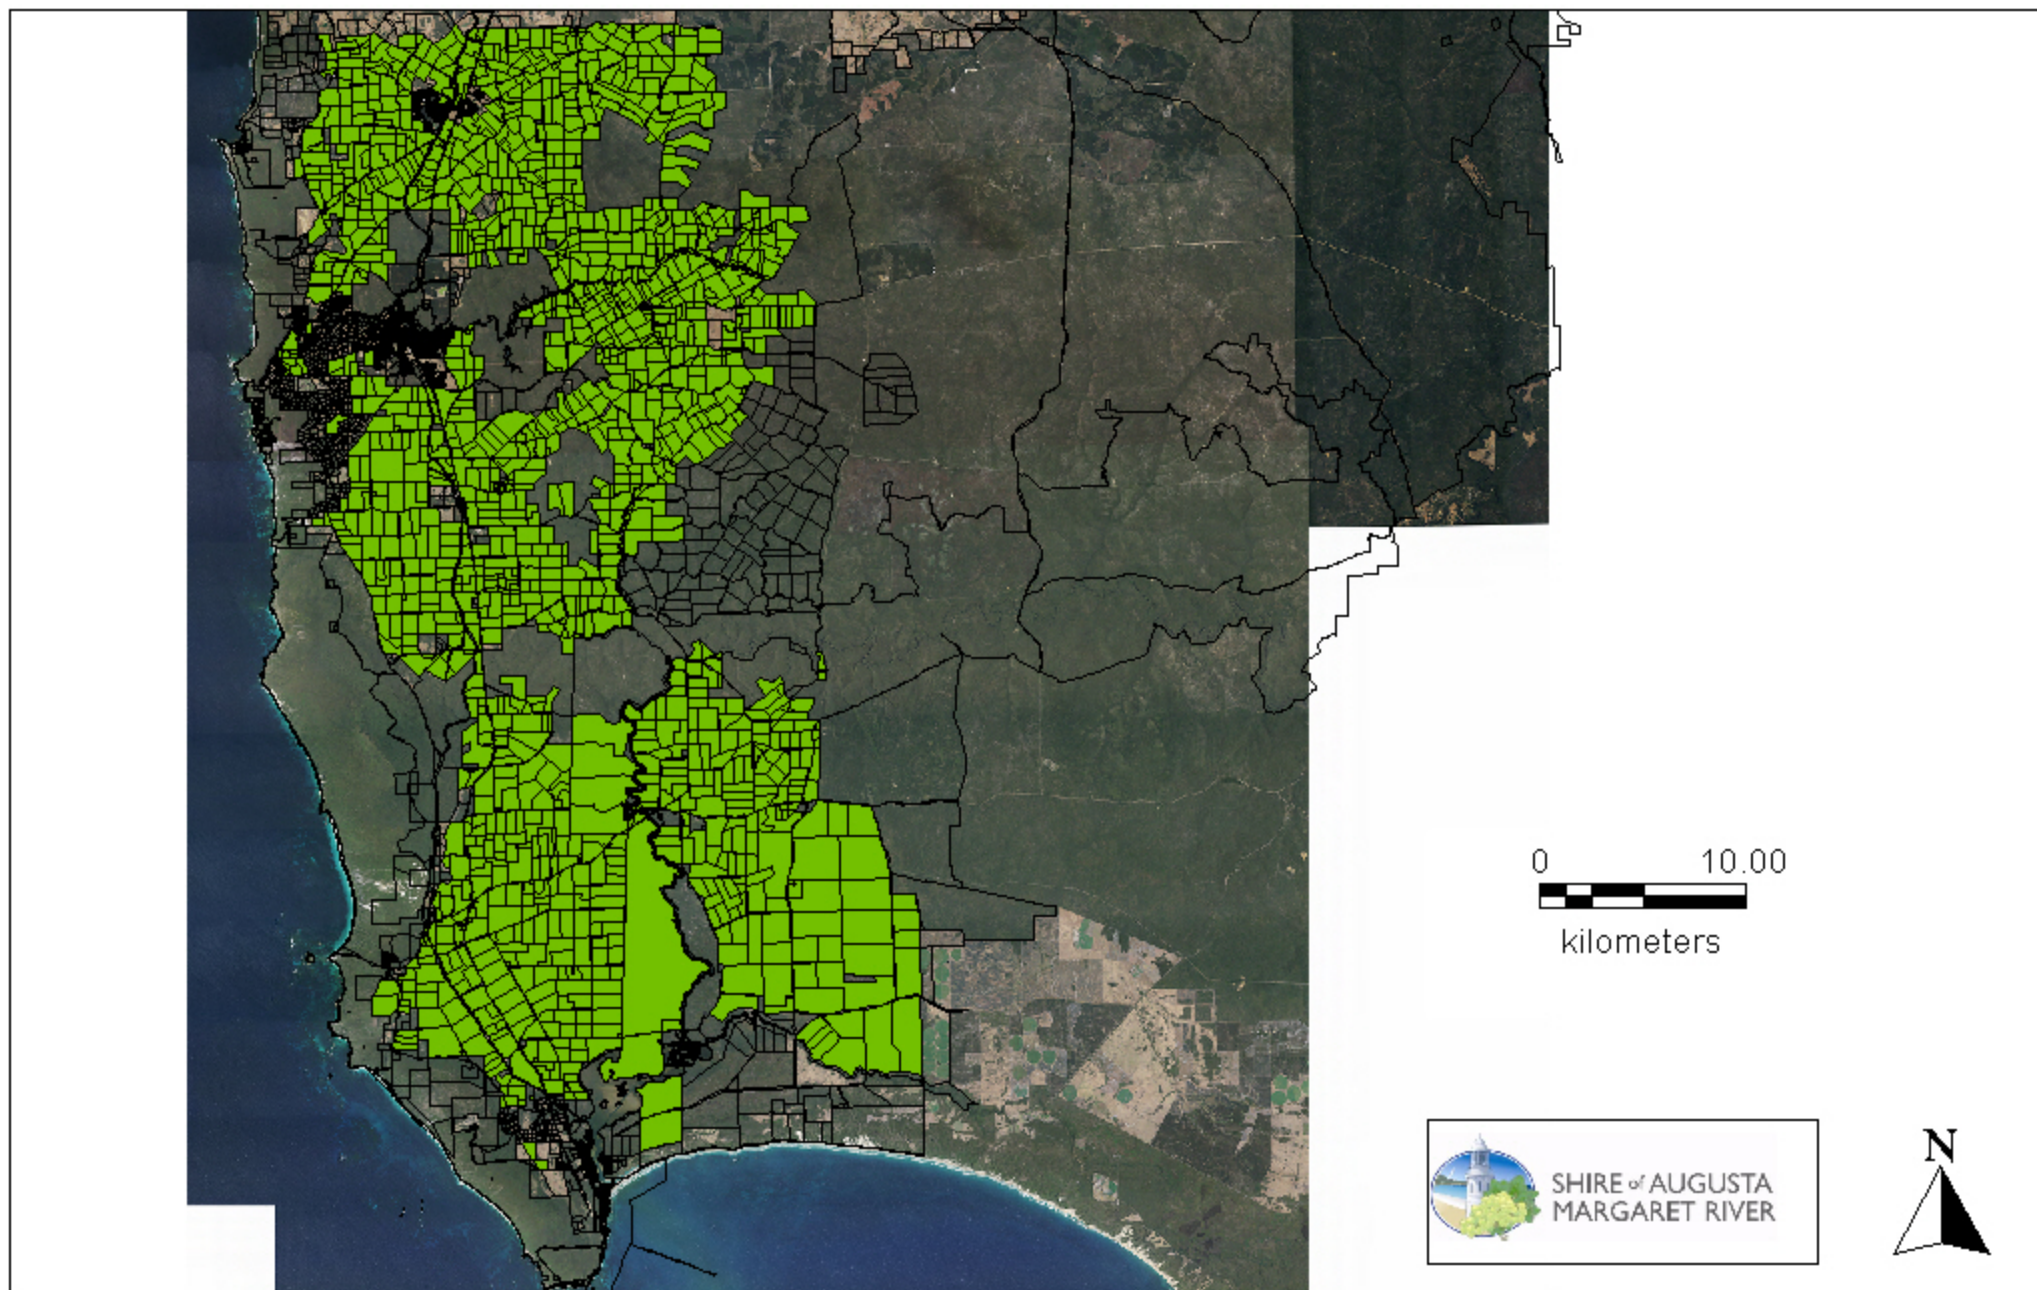 0 10.00
kilometers
SHIRE of AUGUSTA
MARGARET RIVER
N